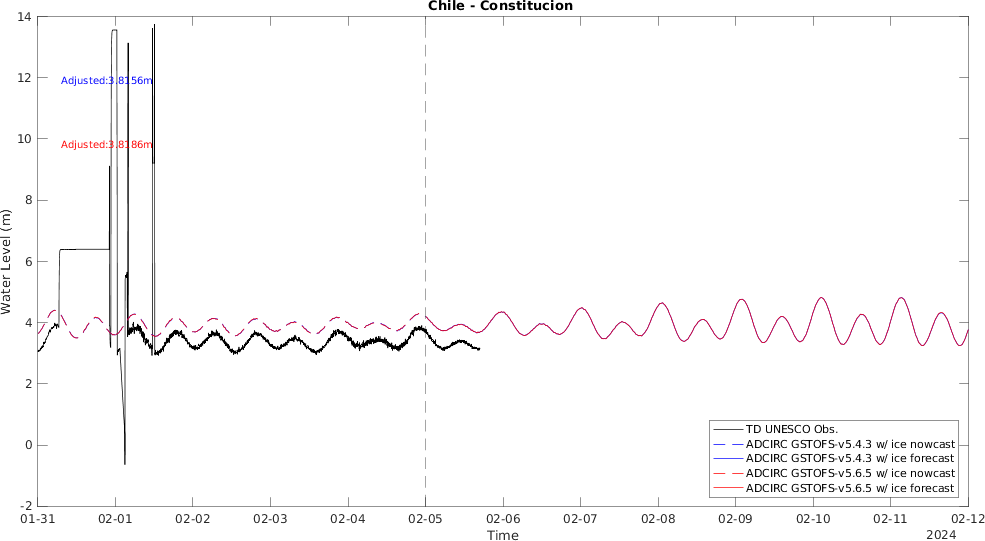 Chile - Constitucion
14
12
10
8
6
4
2
0
-2
Water Level (m)
Adjusted:3.8156m
Adjusted:3.8186m
TD UNESCO Obs.
ADCIRC GSTOFS-v5.4.3 w/ ice nowcast
ADCIRC GSTOFS-v5.4.3 w/ ice forecast
ADCIRC GSTOFS-v5.6.5 w/ ice nowcast
ADCIRC GSTOFS-v5.6.5 w/ ice forecast
01-31 02-01 02-02 02-03 02-04 02-05 02-06 02-07 02-08 02-09 02-10 02-11 02-12
Time
2024